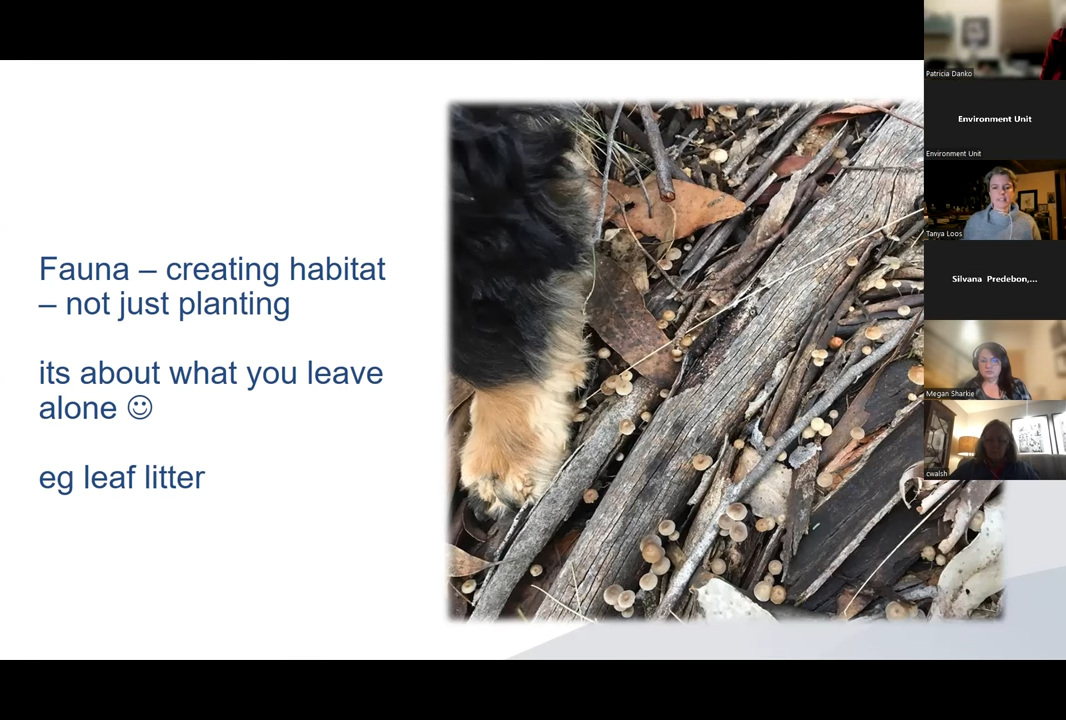 Fauna – creating habitat
– not just planting
its about what you leave
alone ☺
eg leaf litter
Patricia Danko
Environment Unit
Environment Unit
Tanya Loos
Silvana Predebon,...
Megan Sharkie
cwalsh